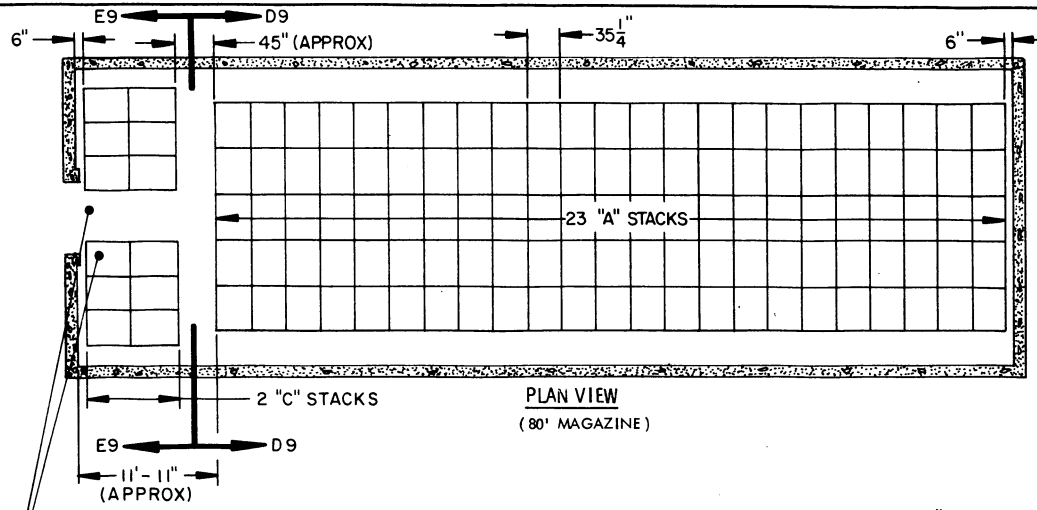 E9 D9
6" 45" (APPROX) 35 1/4" 6"
23 "A" STACKS
2 "C" STACKS
PLAN VIEW
(80' MAGAZINE)
E9 D9
11'-11"
(APPROX)